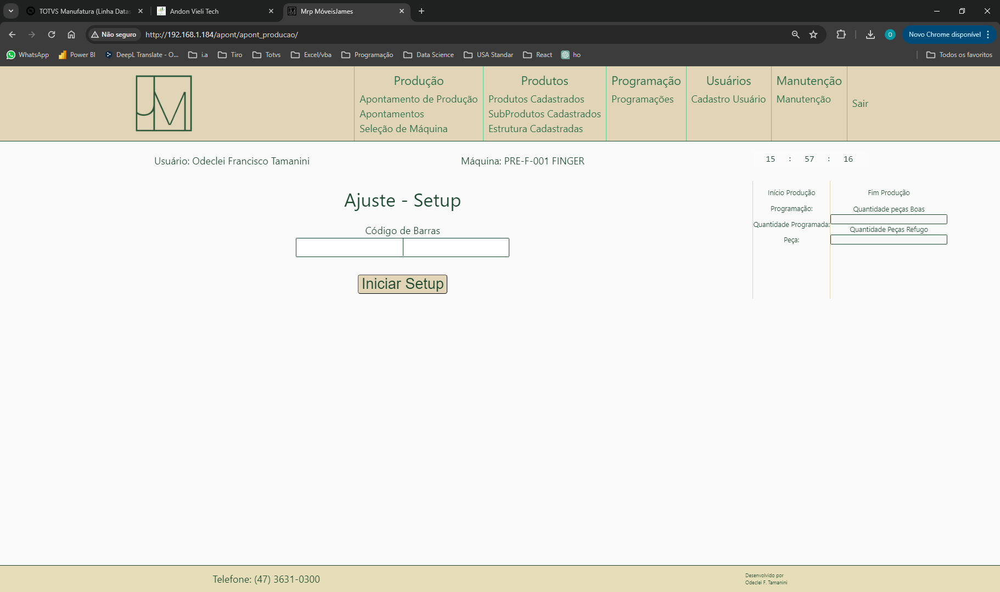 TOTVS Manufatura (Linha Datas
Andon Vieli Tech
Mrp MóveisJames
Não seguro
http://192.168.1.184/apont/apont_producao/
O
Novo Chrome disponível
WhatsApp
Power BI
DeepL Translate - O...
i.a
Tiro
Totvs
Excel/vba
Programação
Data Science
USA Standar
React
ho
Todos os favoritos
JM
Produção
Apontamento de Produção
Apontamentos
Seleção de Máquina
Produtos
Produtos Cadastrados
SubProdutos Cadastrados
Estrutura Cadastradas
Programação
Programações
Usuários
Cadastro Usuário
Manutenção
Manutenção
Sair
Usuário: Odeclei Francisco Tamanini
Máquina: PRE-F-001 FINGER
15 : 57 : 16
Ajuste - Setup
Código de Barras
Iniciar Setup
Início Produção
Programação:
Quantidade Programada:
Peça:
Fim Produção
Quantidade peças Boas
Quantidade Peças Refugo
Telefone: (47) 3631-0300
Desenvolvido por
Odeclei F. Tamanini